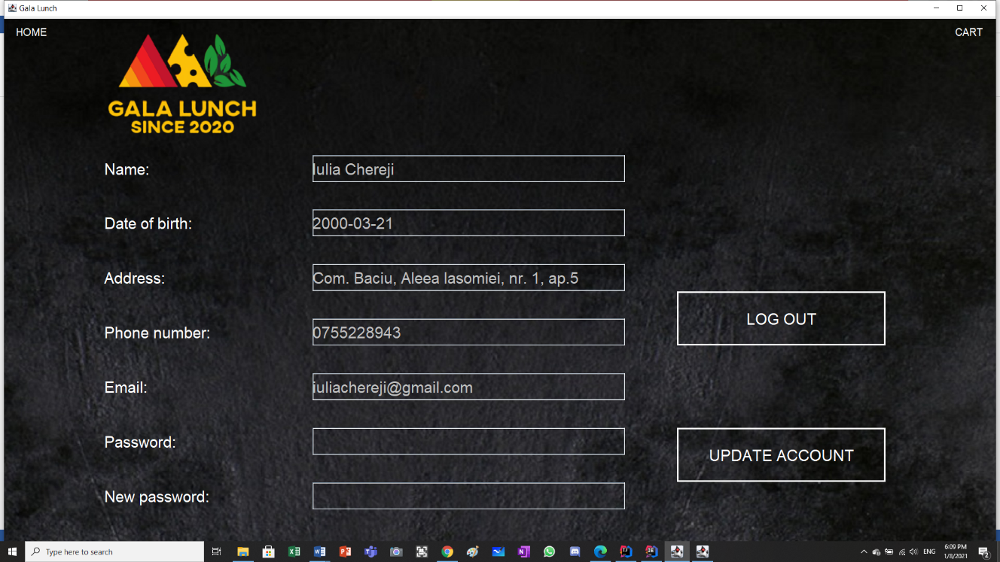 Gala Lunch
HOME
CART
GALA LUNCH
SINCE 2020
Name:
Iulia Chereji
Date of birth:
2000-03-21
Address:
Com. Baciu, Aleea Iasomiei, nr. 1, ap.5
Phone number:
0755228943
LOG OUT
Email:
iuliachereji@gmail.com
Password:
UPDATE ACCOUNT
New password:
Type here to search
ENG
6:09 PM
1/8/2021
2